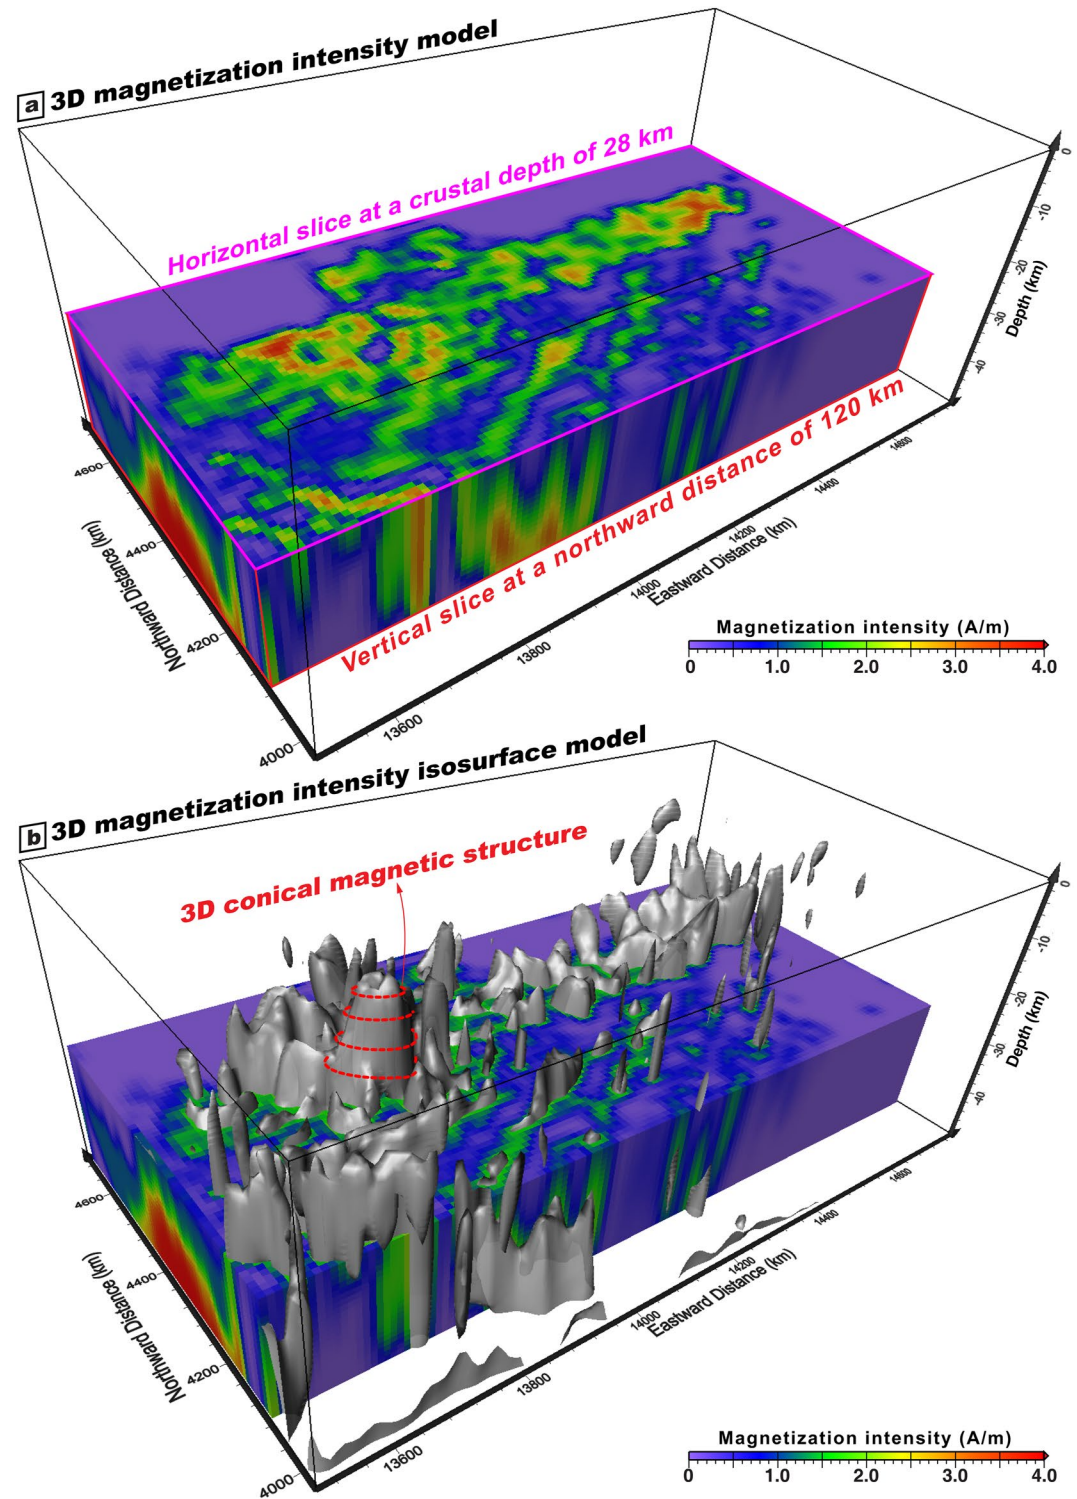 a 3D magnetization intensity model
Horizontal slice at a crustal depth of 28 km
0
-10
-20
-30
-40
Depth (km)
Vertical slice at a northward distance of 120 km
4600
4400
4200
4000
Northward Distance (km)
13600
13800
14000
14200
14400
14600
Eastward Distance (km)
Magnetization intensity (A/m)
0 1.0 2.0 3.0 4.0
b 3D magnetization intensity isosurface model
3D conical magnetic structure
0
-10
-20
-30
-40
Depth (km)
4600
4400
4200
4000
Northward Distance (km)
13600
13800
14000
14200
14400
14600
Eastward Distance (km)
Magnetization intensity (A/m)
0 1.0 2.0 3.0 4.0